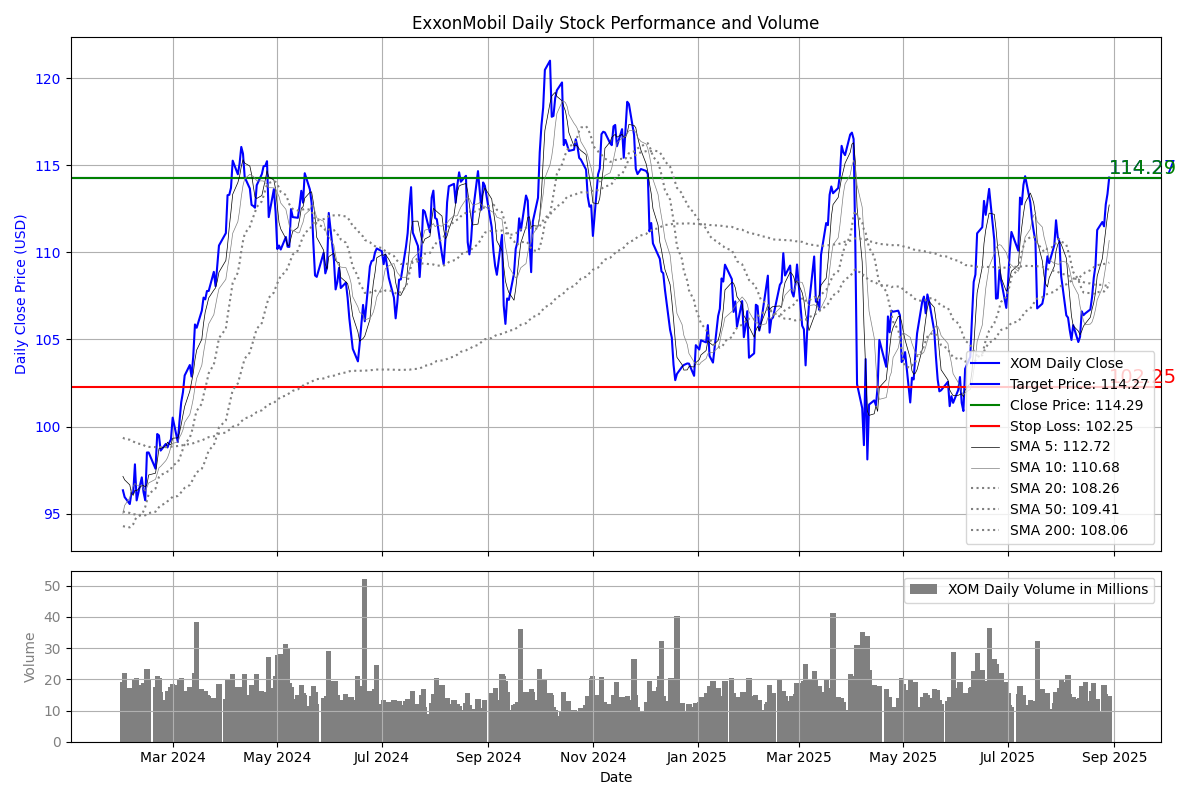 ExxonMobil Daily Stock Performance and Volume
Daily Close Price (USD)
120
115
110
105
100
95
114.29
102.25
XOM Daily Close
Target Price: 114.27
Close Price: 114.29
Stop Loss: 102.25
SMA 5: 112.72
SMA 10: 110.68
SMA 20: 108.26
SMA 50: 109.41
SMA 200: 108.06
Volume
50
40
30
20
10
0
XOM Daily Volume in Millions
Mar 2024 May 2024 Jul 2024 Sep 2024 Nov 2024 Jan 2025 Mar 2025 May 2025 Jul 2025 Sep 2025
Date